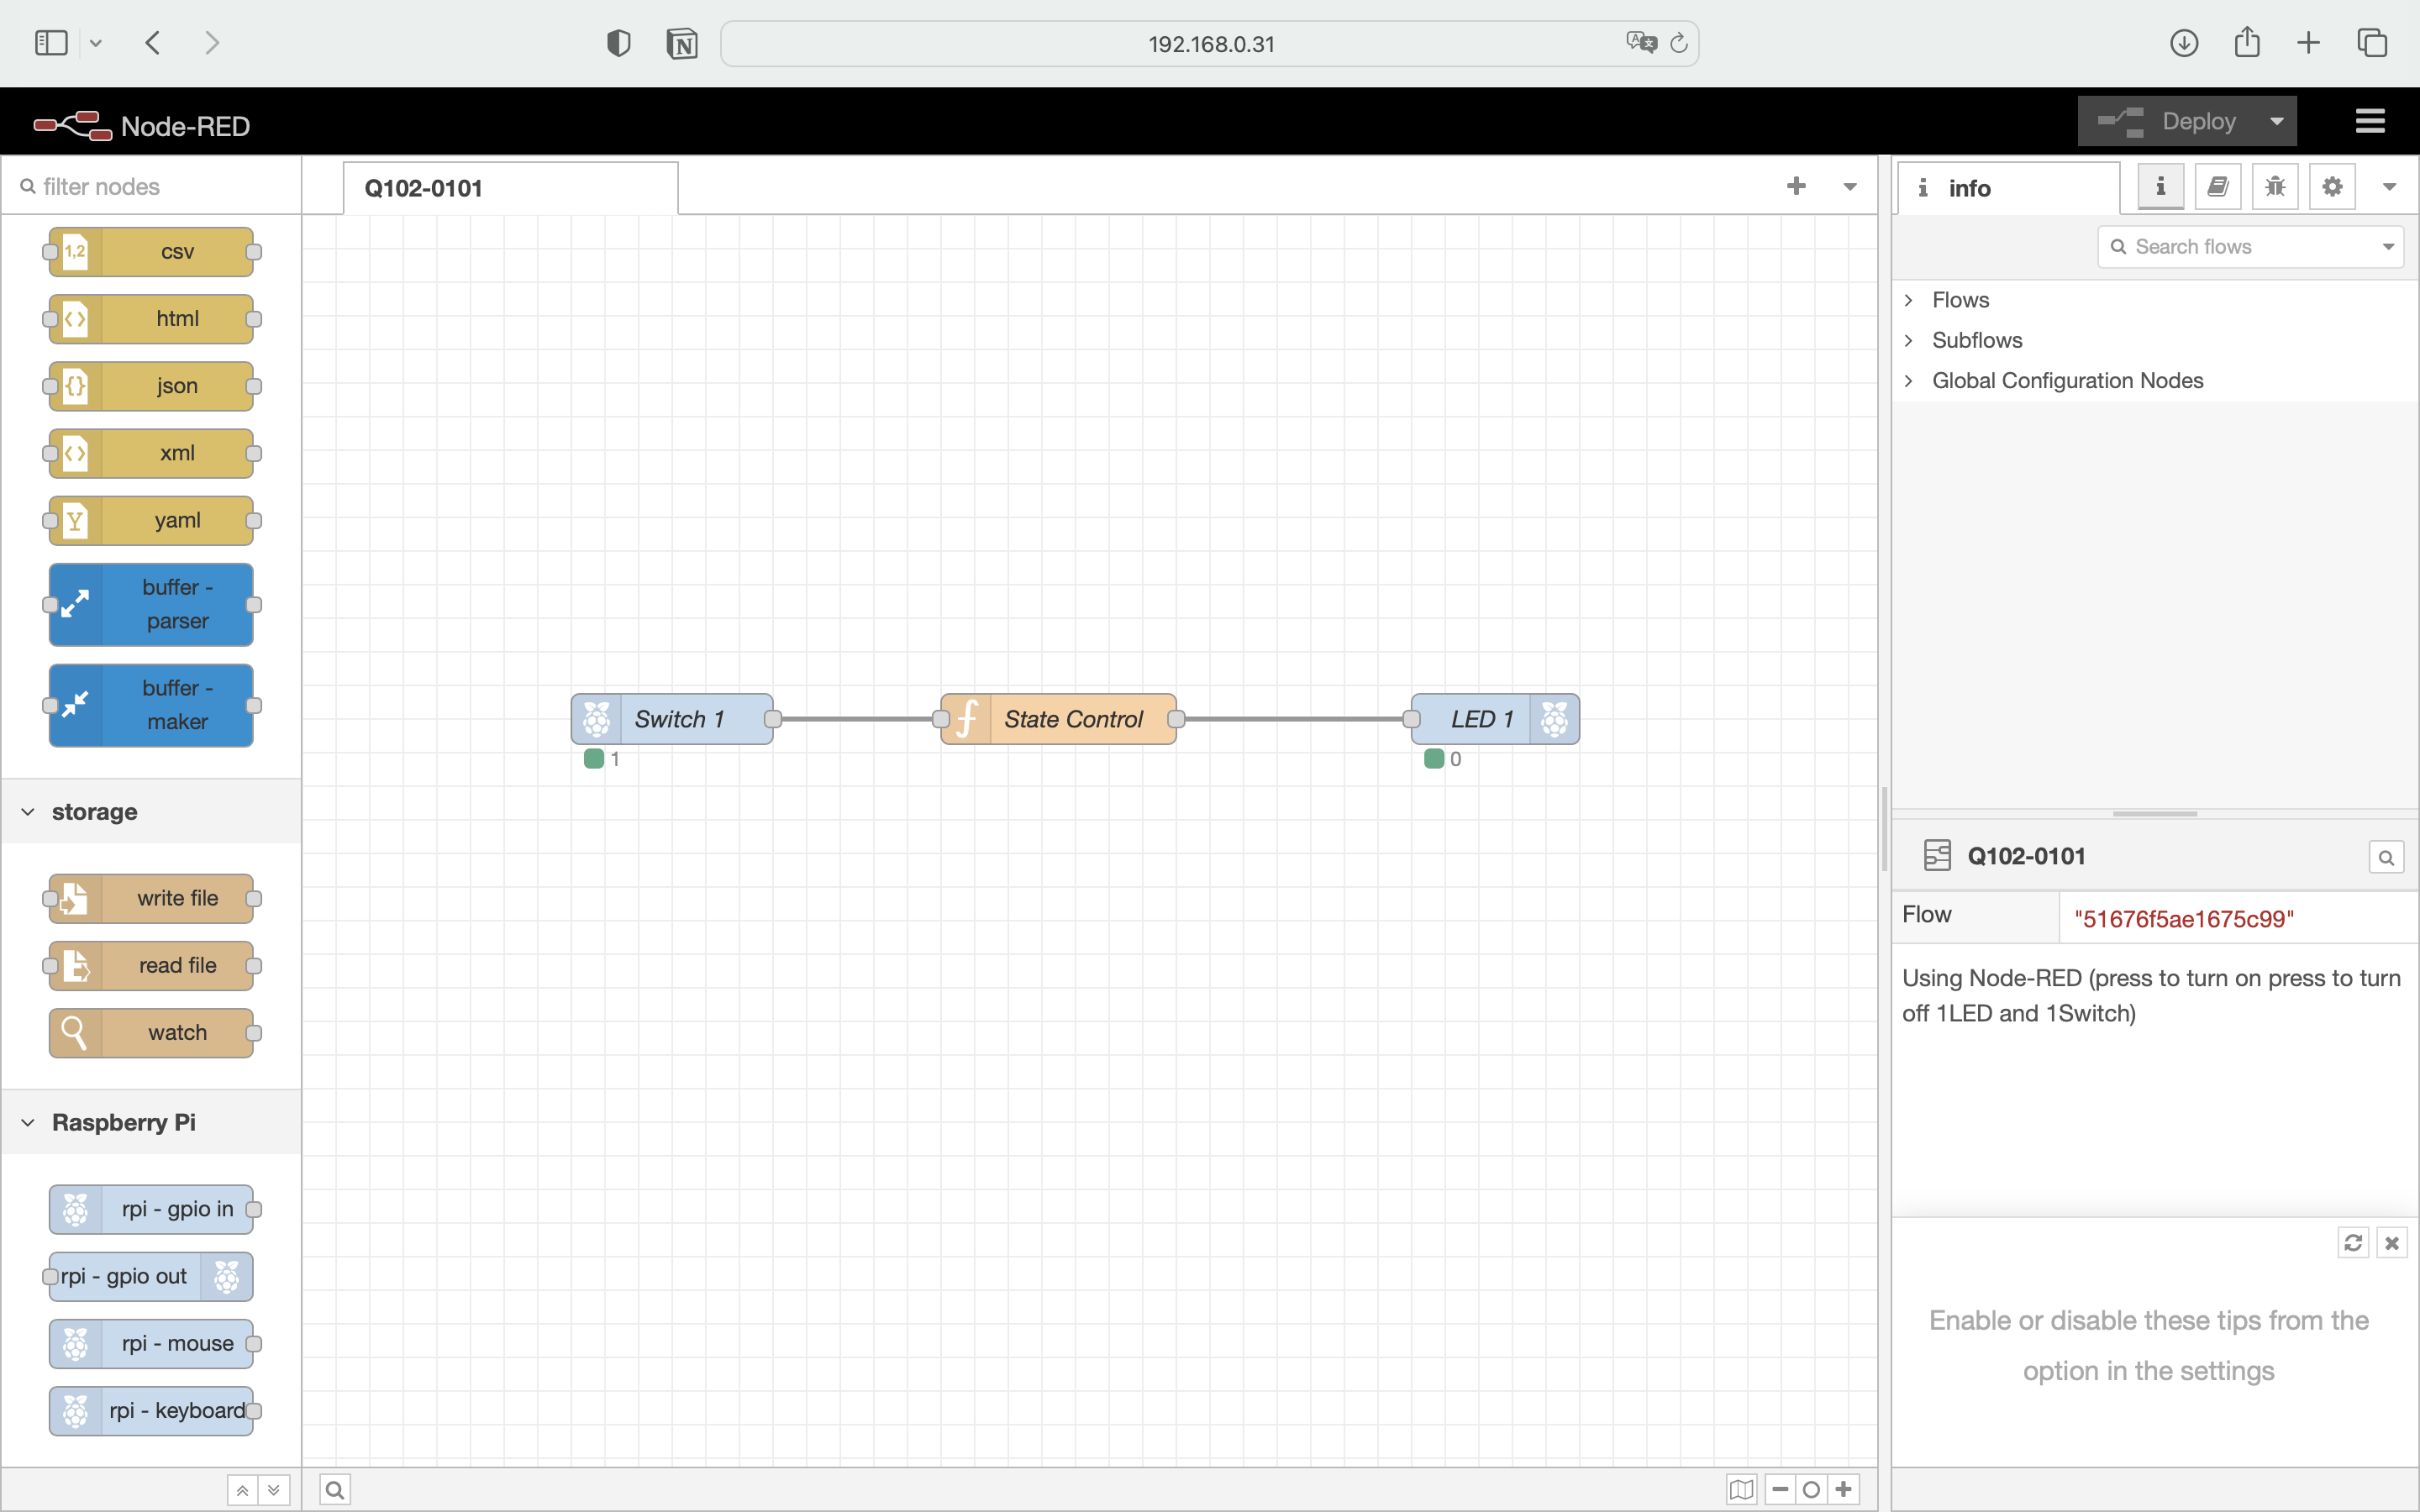 192.168.0.31
Node-RED
Deploy
filter nodes
Q102-0101
info
Search flows
Flows
Subflows
Global Configuration Nodes
1,2 csv
html
json
xml
Y yaml
buffer -
parser
buffer -
maker
storage
write file
read file
watch
Raspberry Pi
rpi - gpio in
rpi - gpio out
rpi - mouse
rpi - keyboard
Switch 1
1
State Control
LED 1
0
Q102-0101
Flow "51676f5ae1675c99"
Using Node-RED (press to turn on press to turn
off 1LED and 1Switch)
Enable or disable these tips from the
option in the settings